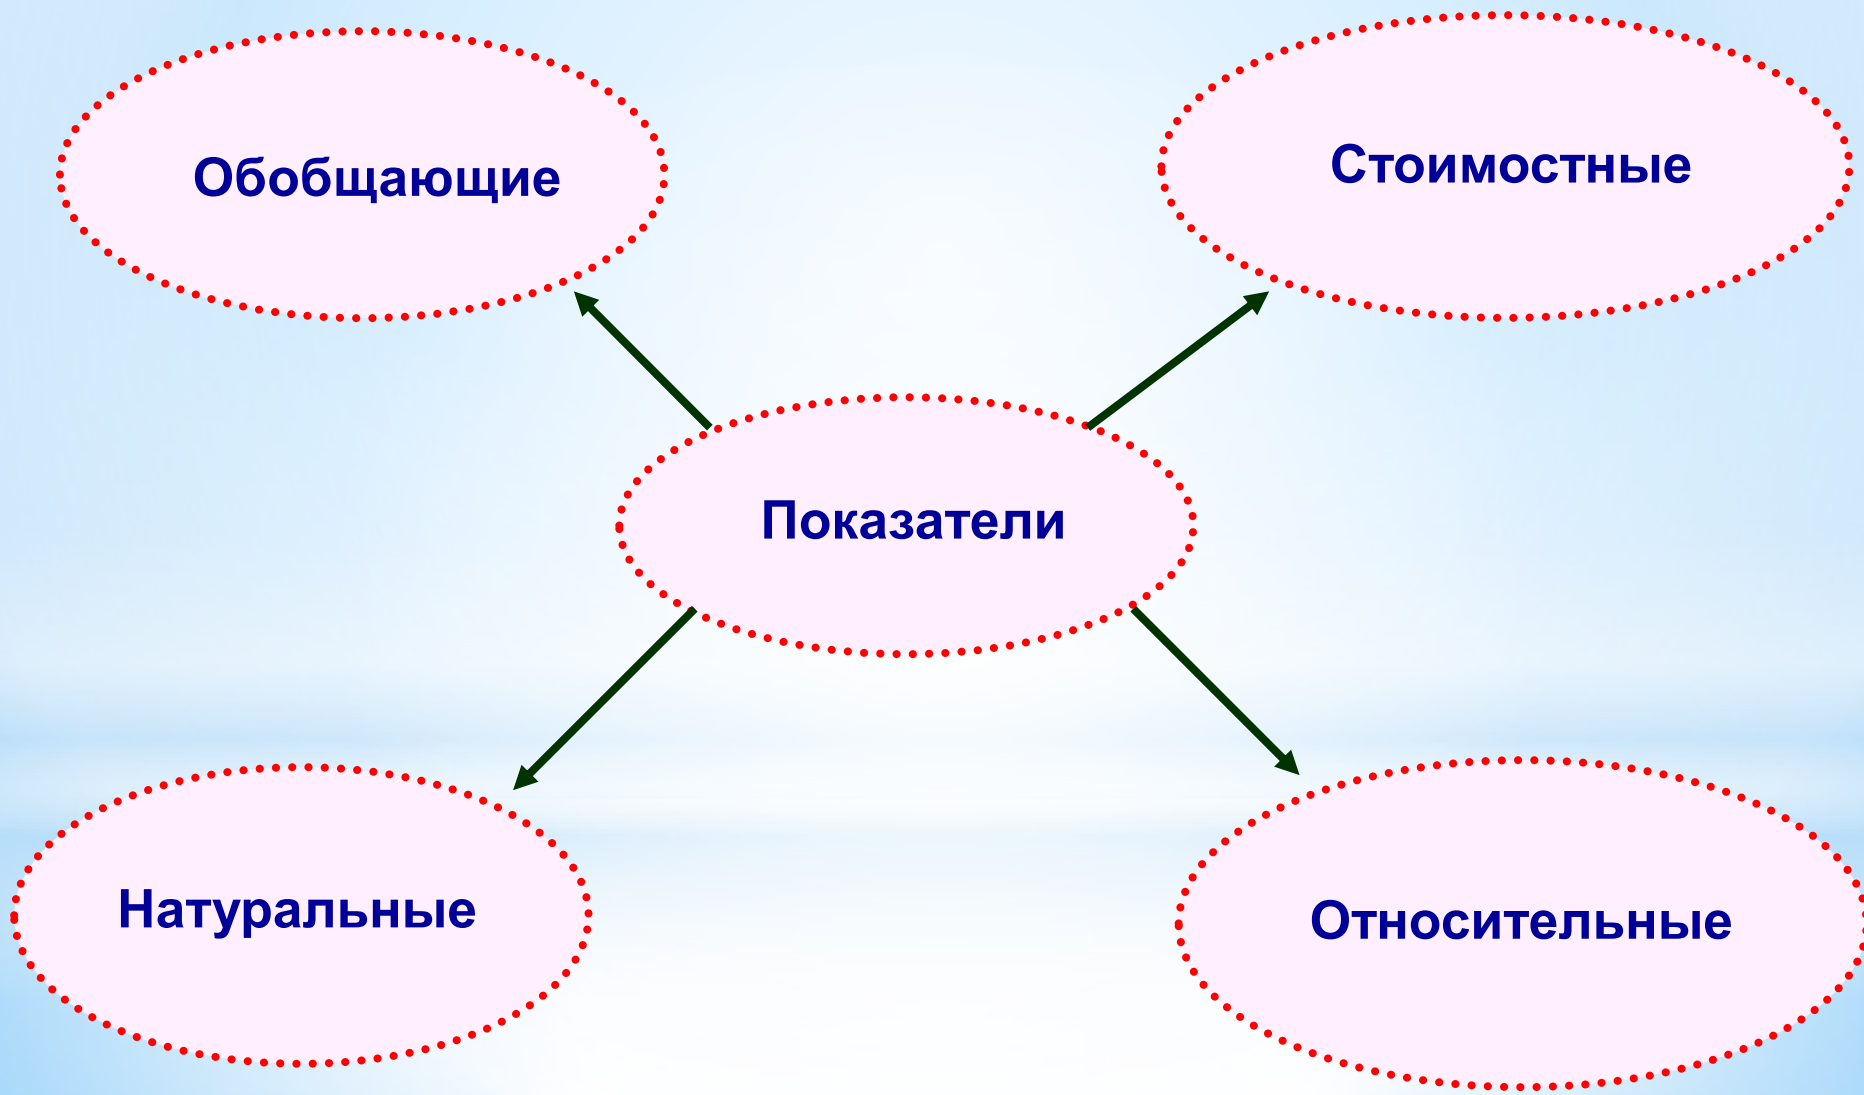 Обобщающие
Стоимостные
Показатели
Натуральные
Относительные